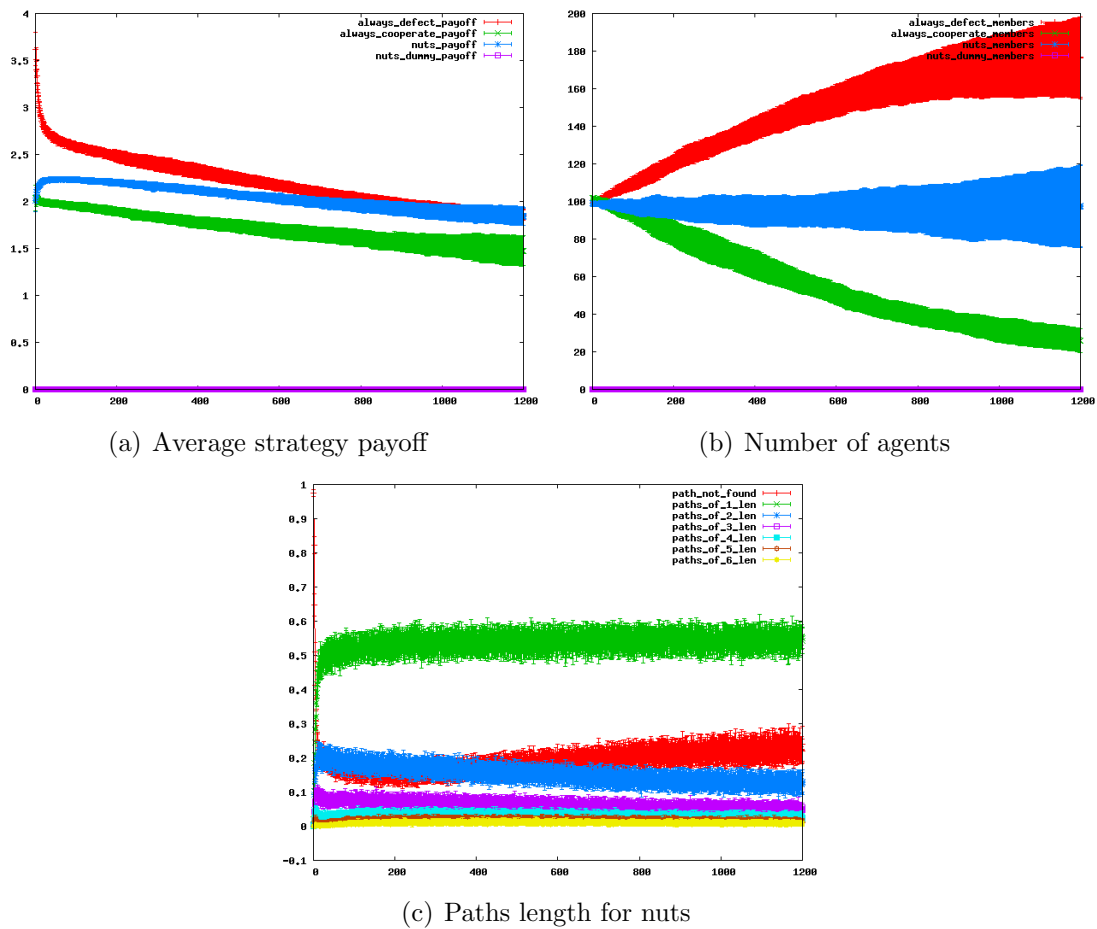 4
3.5
3
2.5
2
1.5
1
0.5
0
0 200 400 600 800 1000 1200
always_defect_payoff
always_cooperate_payoff
nuts_payoff
nuts_dummy_payoff
(a) Average strategy payoff
200
180
160
140
120
100
80
60
40
20
0
0 200 400 600 800 1000 1200
always_defect_members
always_cooperate_members
nuts_members
nuts_dummy_members
(b) Number of agents
1
0.9
0.8
0.7
0.6
0.5
0.4
0.3
0.2
0.1
0
-0.1
0 200 400 600 800 1000 1200
path_not_found
paths_of_1_len
paths_of_2_len
paths_of_3_len
paths_of_4_len
paths_of_5_len
paths_of_6_len
(c) Paths length for nuts